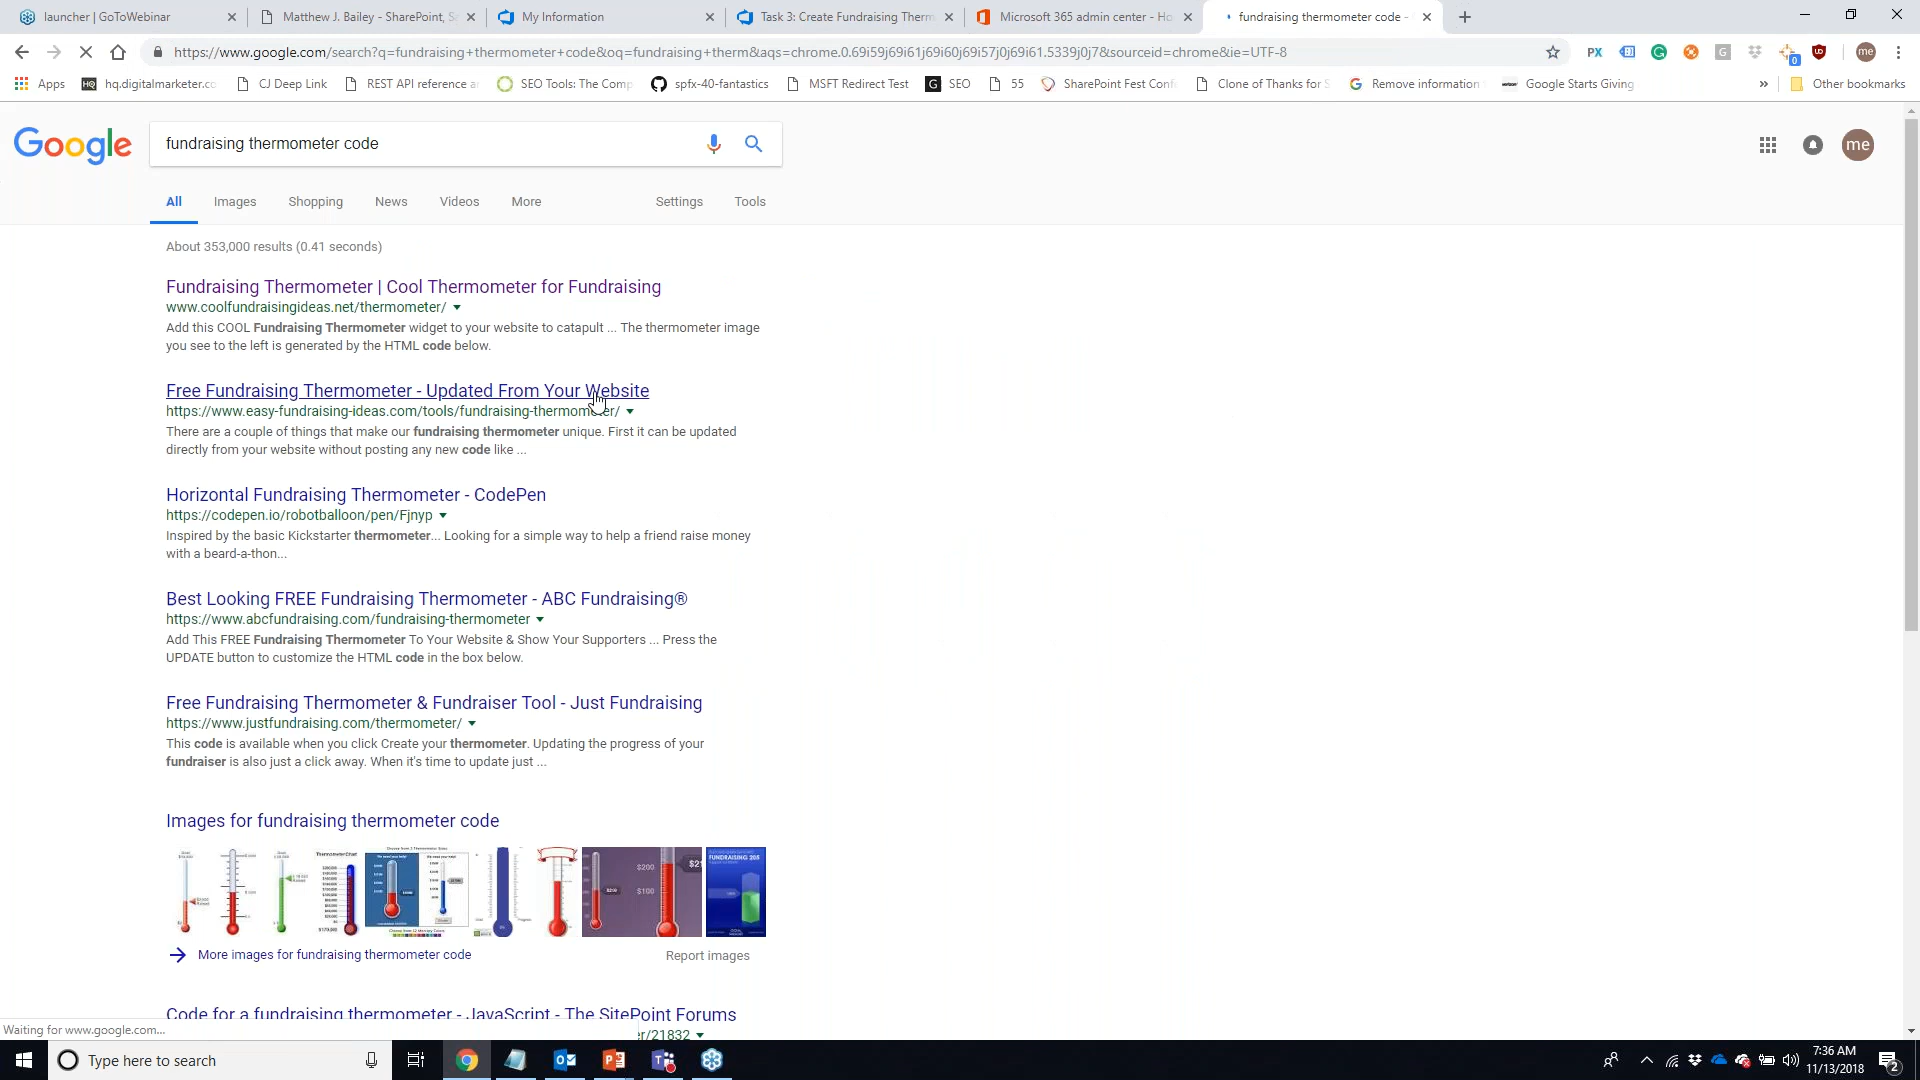 launcher | GoToWebinar
Matthew J. Bailey - SharePoint, S
My Information
Task 3: Create Fundraising Therm
Microsoft 365 admin center - Ho
fundraising thermometer code -
https://www.google.com/search?q=fundraising+thermometer+code&oq=fundraising+therm&aqs=chrome.0.69i59j69i61j69i60j69i57j0j69i61.5339j0j7&sourceid=chrome&ie=UTF-8
PX
me
Apps
hq.digitalmarketer.co
CJ Deep Link
REST API reference a
SEO Tools: The Comp
spfx-40-fantastics
MSFT Redirect Test
SEO
55
SharePoint Fest Conf
Clone of Thanks for S
Remove information
Google Starts Giving
Other bookmarks
Google
fundraising thermometer code
me
All
Images
Shopping
News
Videos
More
Settings
Tools
About 353,000 results (0.41 seconds)
Fundraising Thermometer | Cool Thermometer for Fundraising
www.coolfundraisingideas.net/thermometer/
Add this COOL Fundraising Thermometer widget to your website to catapult ... The thermometer image
you see to the left is generated by the HTML code below.
Free Fundraising Thermometer - Updated From Your Website
https://www.easy-fundraising-ideas.com/tools/fundraising-thermometer/
There are a couple of things that make our fundraising thermometer unique. First it can be updated
directly from your website without posting any new code like ...
Horizontal Fundraising Thermometer - CodePen
https://codepen.io/robotballoon/pen/Fjnyp
Inspired by the basic Kickstarter thermometer... Looking for a simple way to help a friend raise money
with a beard-a-thon...
Best Looking FREE Fundraising Thermometer - ABC Fundraising®
https://www.abcfundraising.com/fundraising-thermometer
Add This FREE Fundraising Thermometer To Your Website & Show Your Supporters ... Press the
UPDATE button to customize the HTML code in the box below.
Free Fundraising Thermometer & Fundraiser Tool - Just Fundraising
https://www.justfundraising.com/thermometer/
This code is available when you click Create your thermometer. Updating the progress of your
fundraiser is also just a click away. When it's time to update just ...
Images for fundraising thermometer code
$200
$100
FUNDRAISING 205
More images for fundraising thermometer code
Report images
Code for a fundraising thermometer - JavaScript - The SitePoint Forums
r/21832
Waiting for www.google.com...
Type here to search
7:36 AM
11/13/2018
2